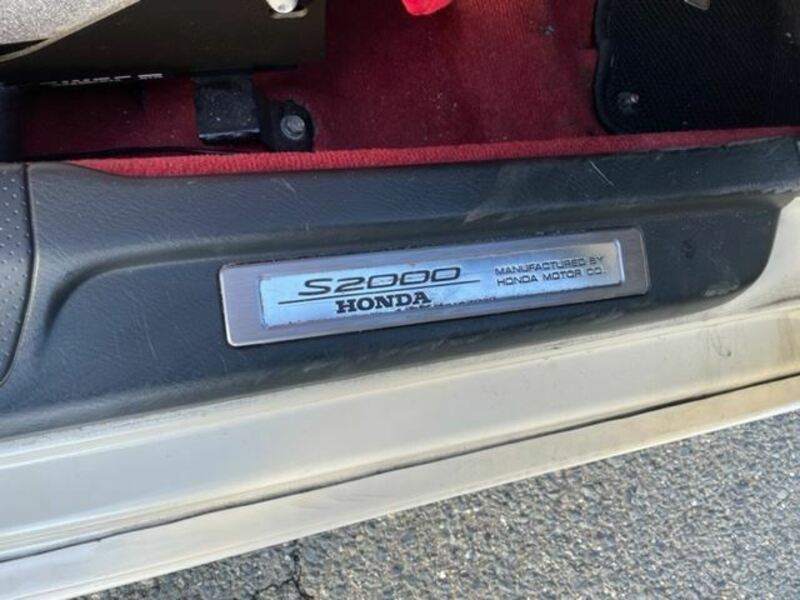 S2000
HONDA
MANUFACTURED BY
HONDA MOTOR CO.